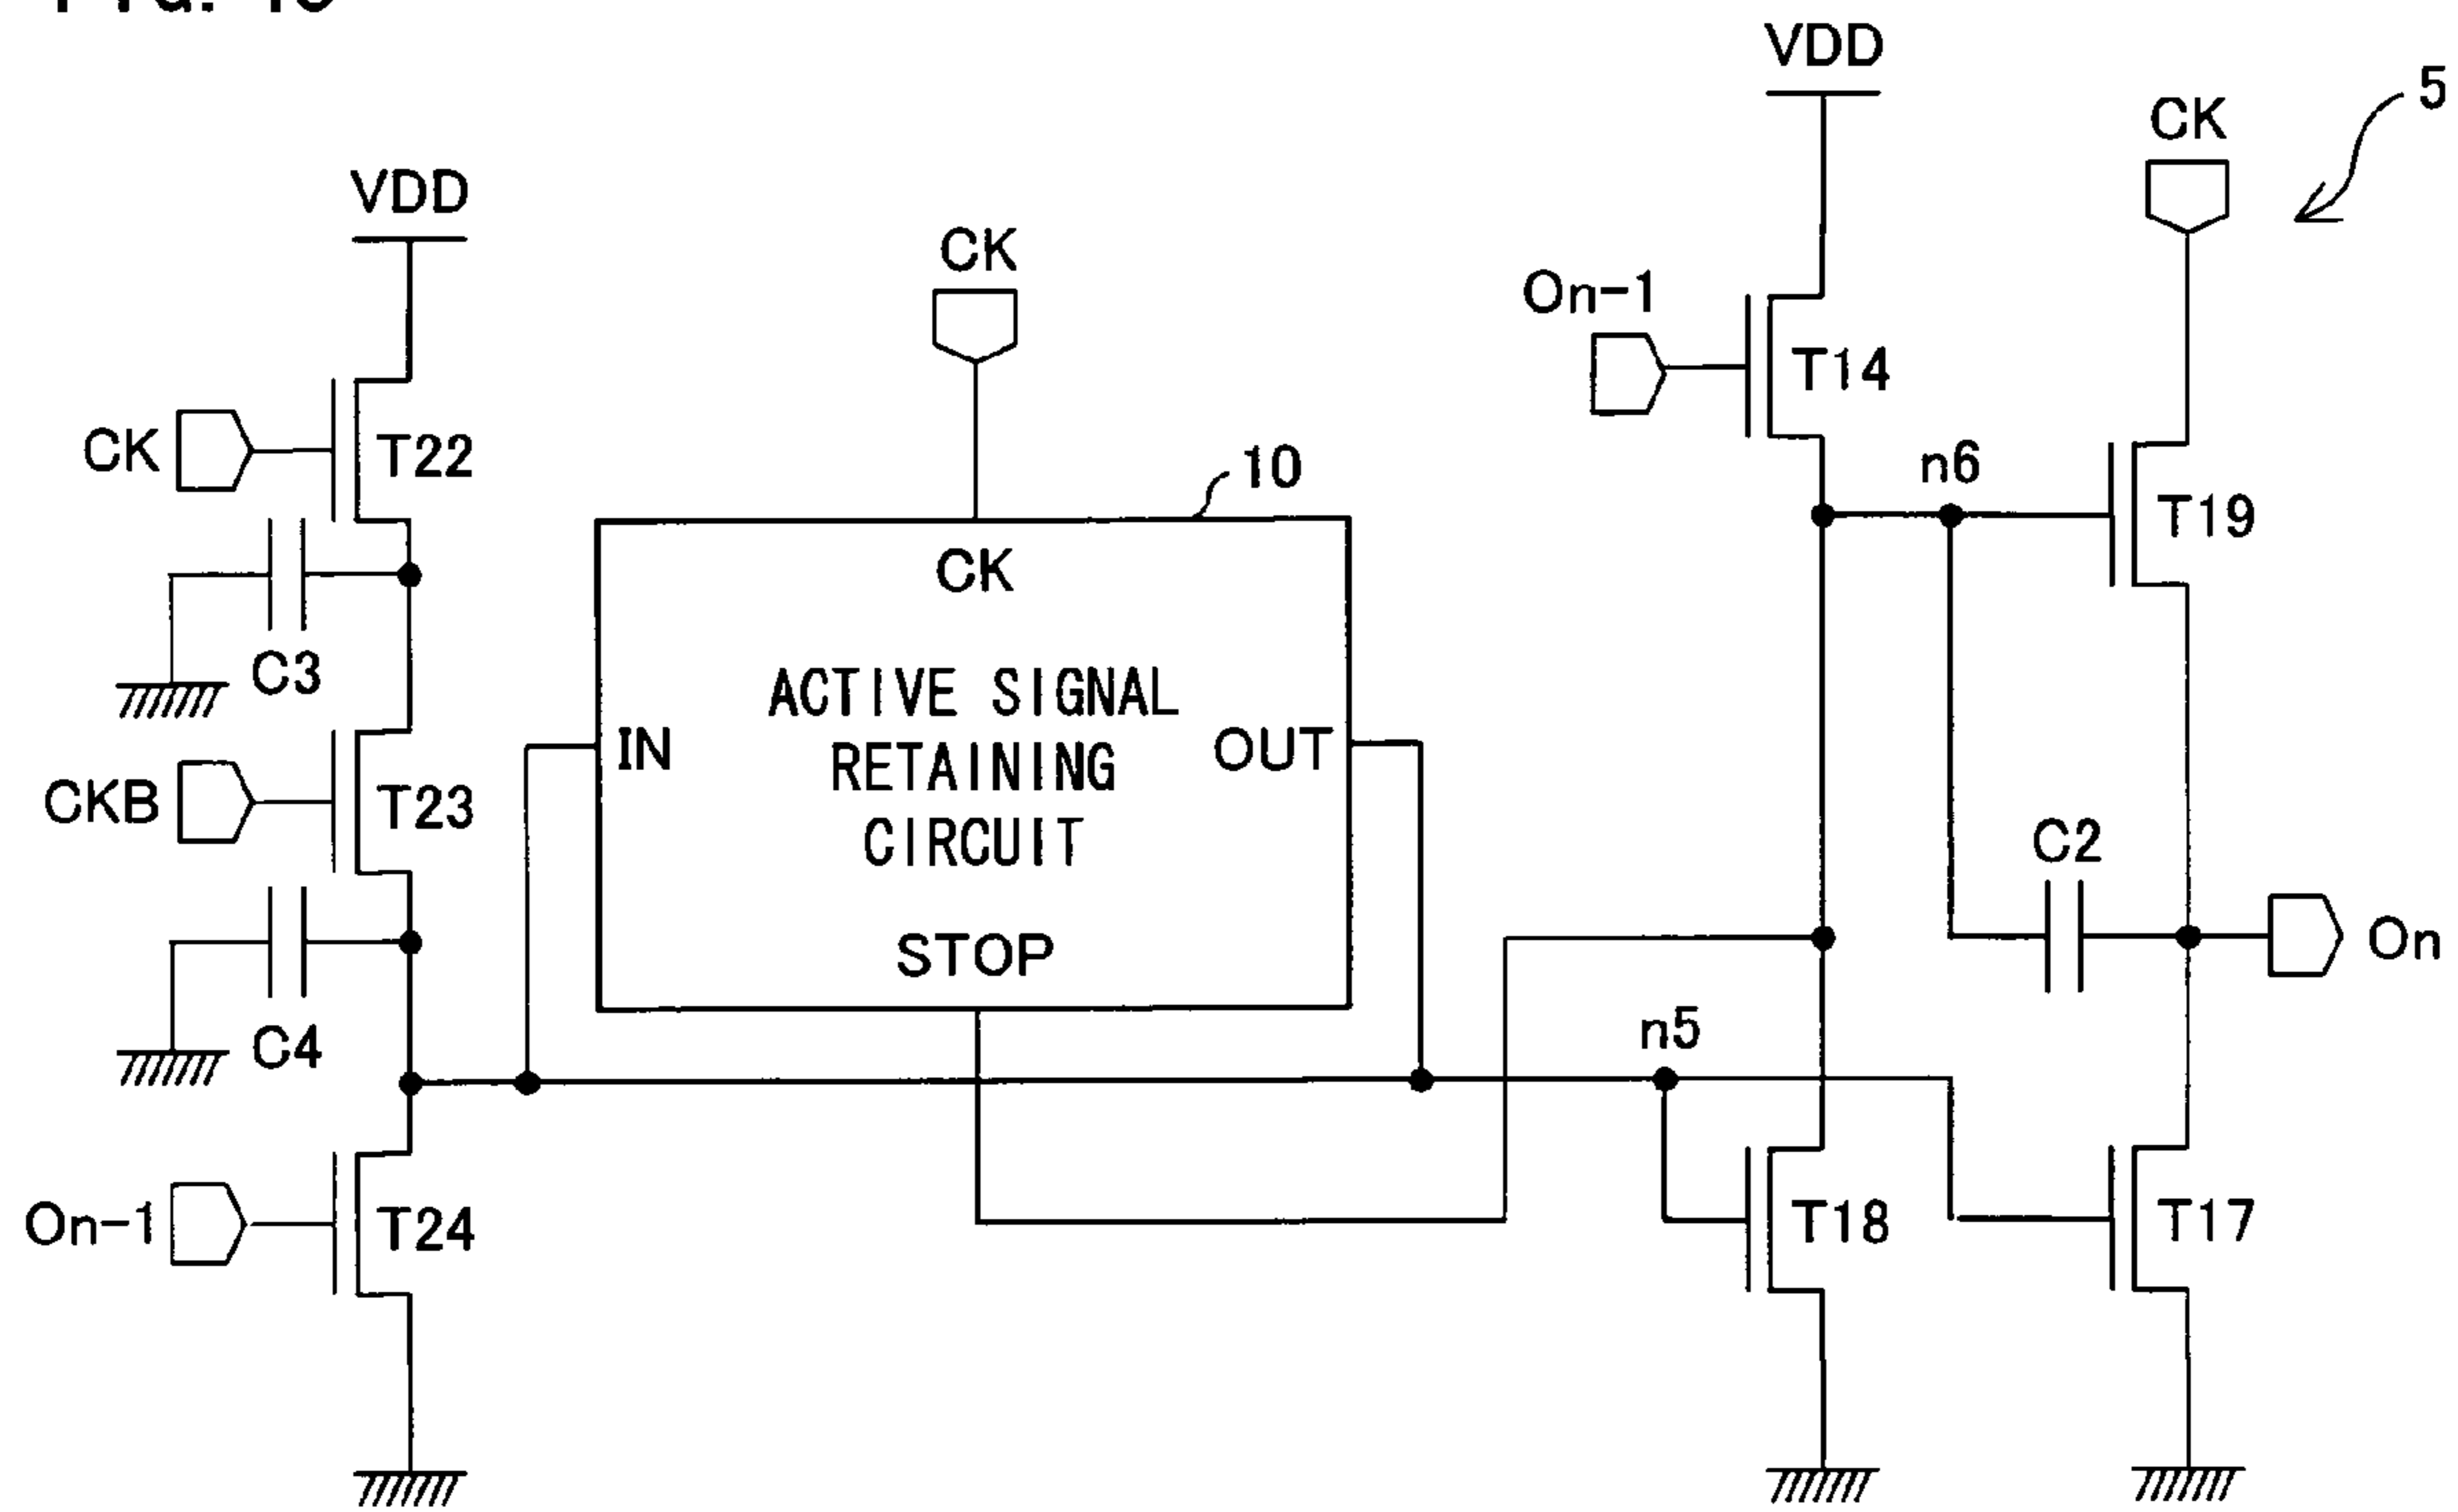 VDD
5
CK
VDD
CK
On-1
T14
CK
T22
10
n6
T19
CK
C3
ACTIVE SIGNAL
IN
RETAINING
OUT
CKB
T23
CIRCUIT
C2
STOP
On
C4
n5
On-1
T24
T18
T17